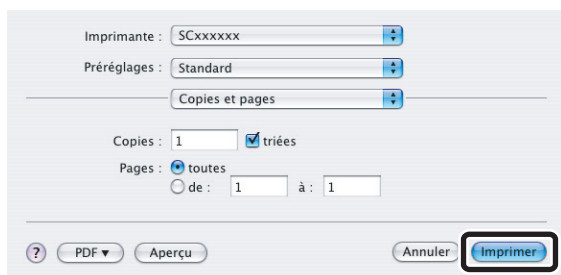 Imprimante : SCxxxxxx
Préréglages : Standard
Copies et pages
Copies : 1 triées
Pages : toutes
de : 1 à : 1
? PDF Aperçu Annuler Imprimer